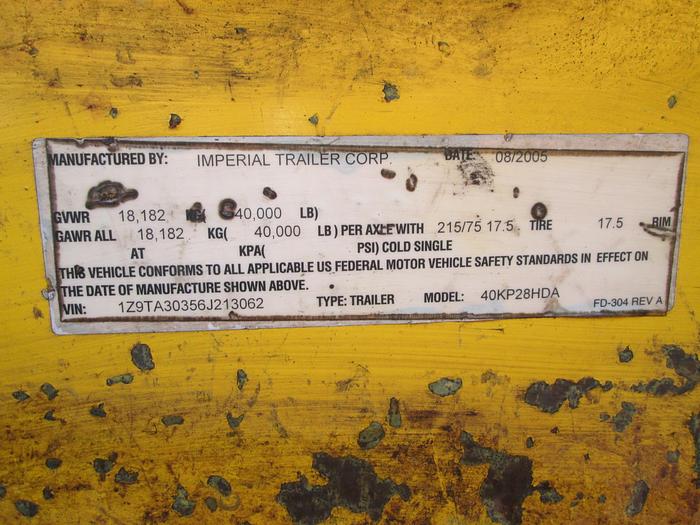 MANUFACTURED BY: IMPERIAL TRAILER CORP. DATE: 08/2005
GVWR 18,182 KG( 40,000 LB)
GAWR ALL 18,182 KG( 40,000 LB ) PER AXLE WITH 215/75 17.5 TIRE 17.5 RIM
AT KPA( PSI) COLD SINGLE
THIS VEHICLE CONFORMS TO ALL APPLICABLE US FEDERAL MOTOR VEHICLE SAFETY STANDARDS IN EFFECT ON
THE DATE OF MANUFACTURE SHOWN ABOVE.
VIN: 1Z9TA30356J213062 TYPE: TRAILER MODEL: 40KP28HDA FD-304 REV A